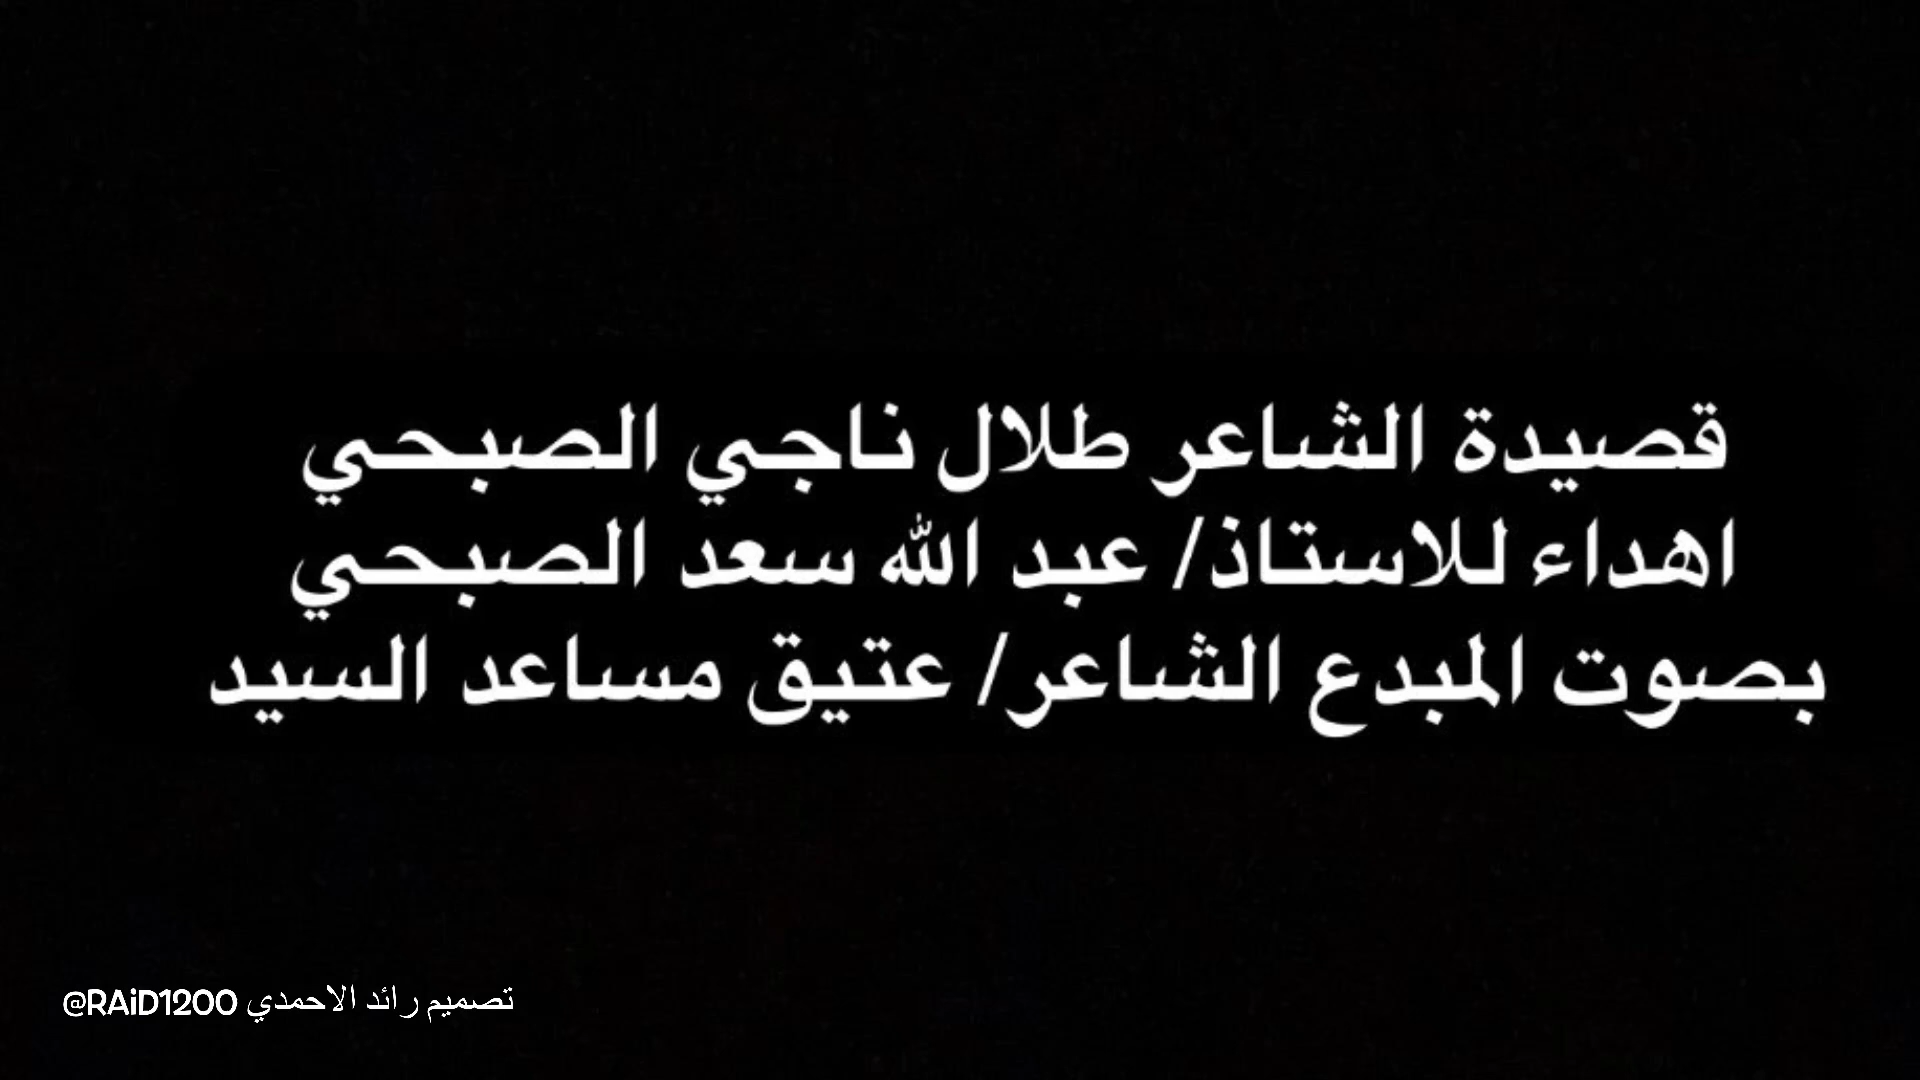 قصيدة الشاعر طلال ناجي الصبحي
اهداء للاستاذ/ عبد الله سعد الصبحي
بصوت المبدع الشاعر/ عتيق مساعد السيد
تصميم رائد الاحمدي @RAiD1200